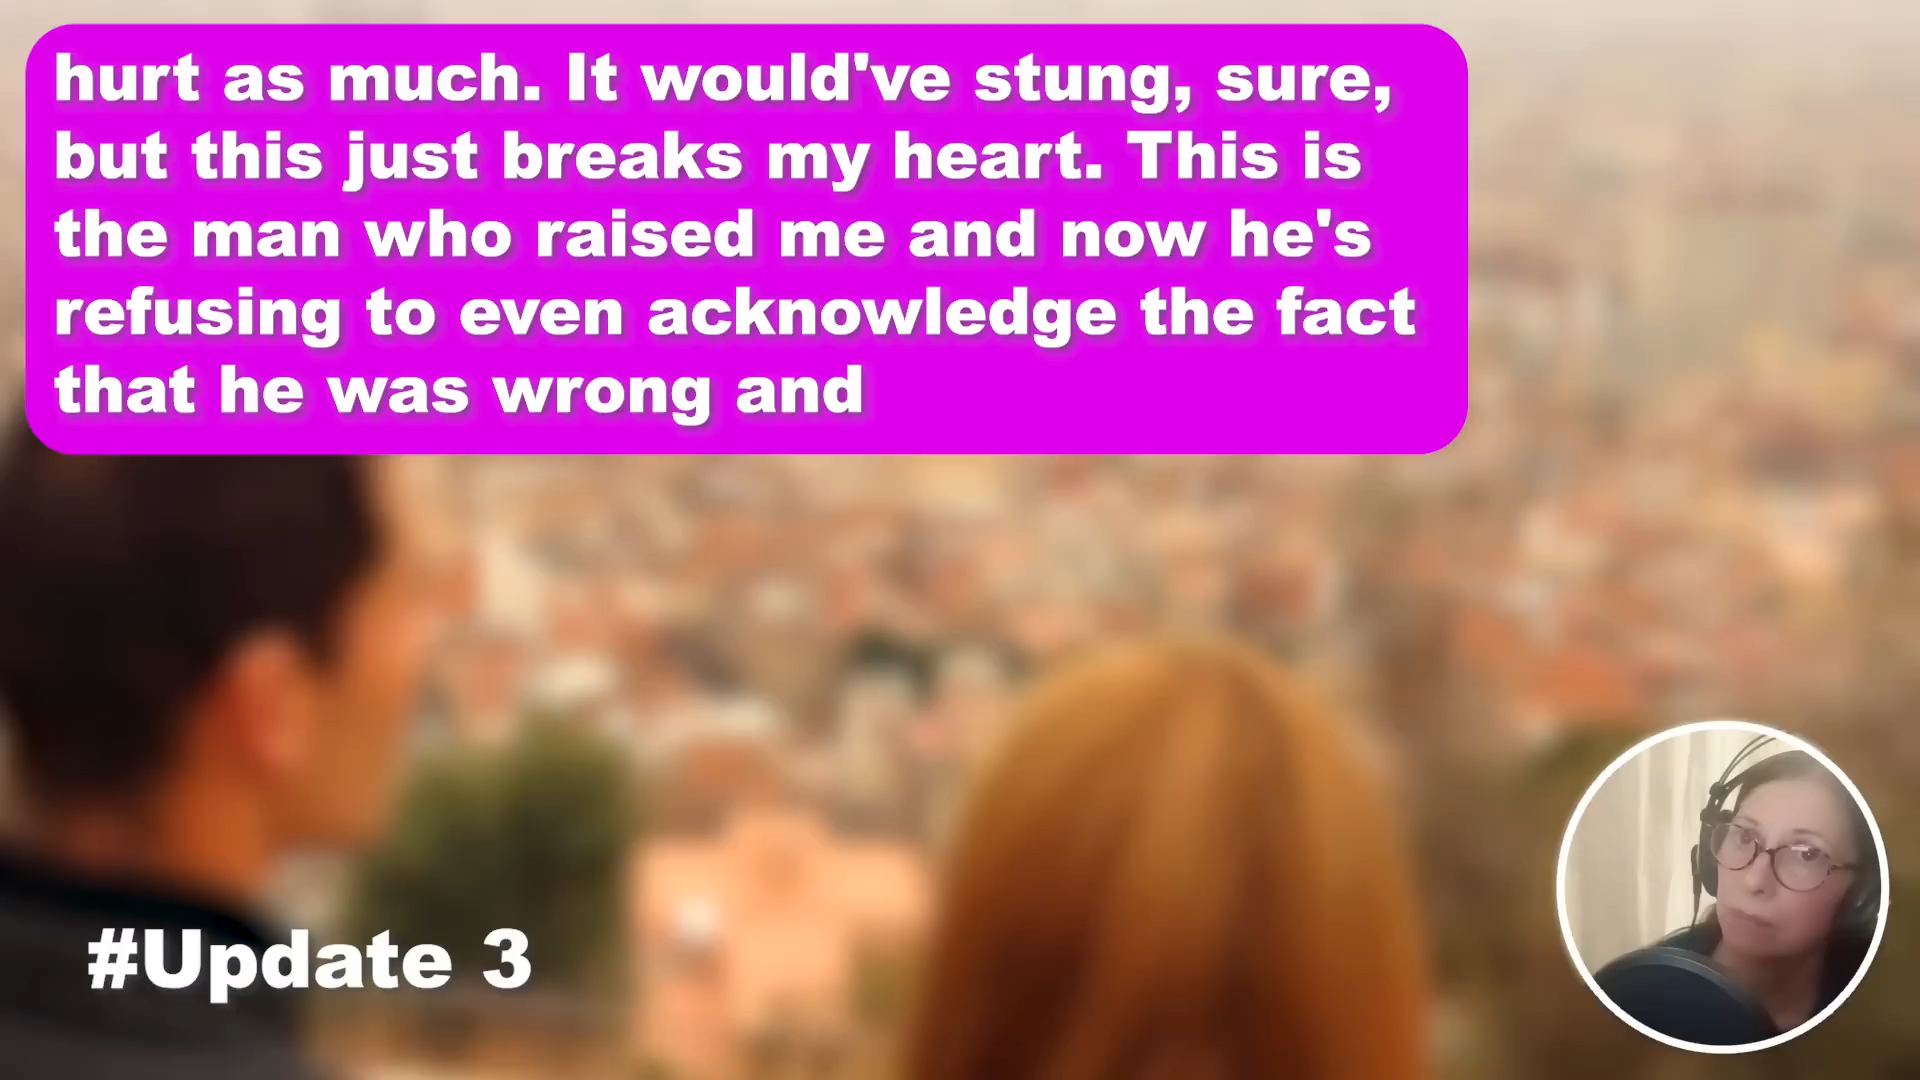 hurt as much. It would've stung, sure,
but this just breaks my heart. This is
the man who raised me and now he's
refusing to even acknowledge the fact
that he was wrong and
#Update 3